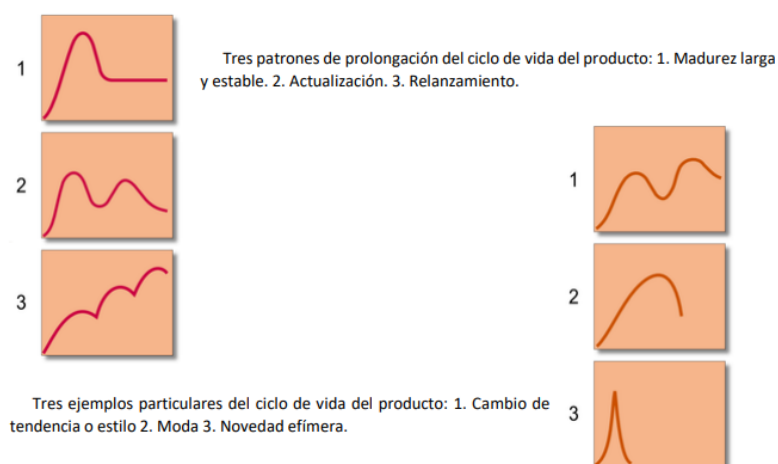 1
Tres patrones de prolongación del ciclo de vida del producto: 1. Madurez larga
y estable. 2. Actualización. 3. Relanzamiento.
2
3
1
2
3
Tres ejemplos particulares del ciclo de vida del producto: 1. Cambio de
tendencia o estilo 2. Moda 3. Novedad efímera.